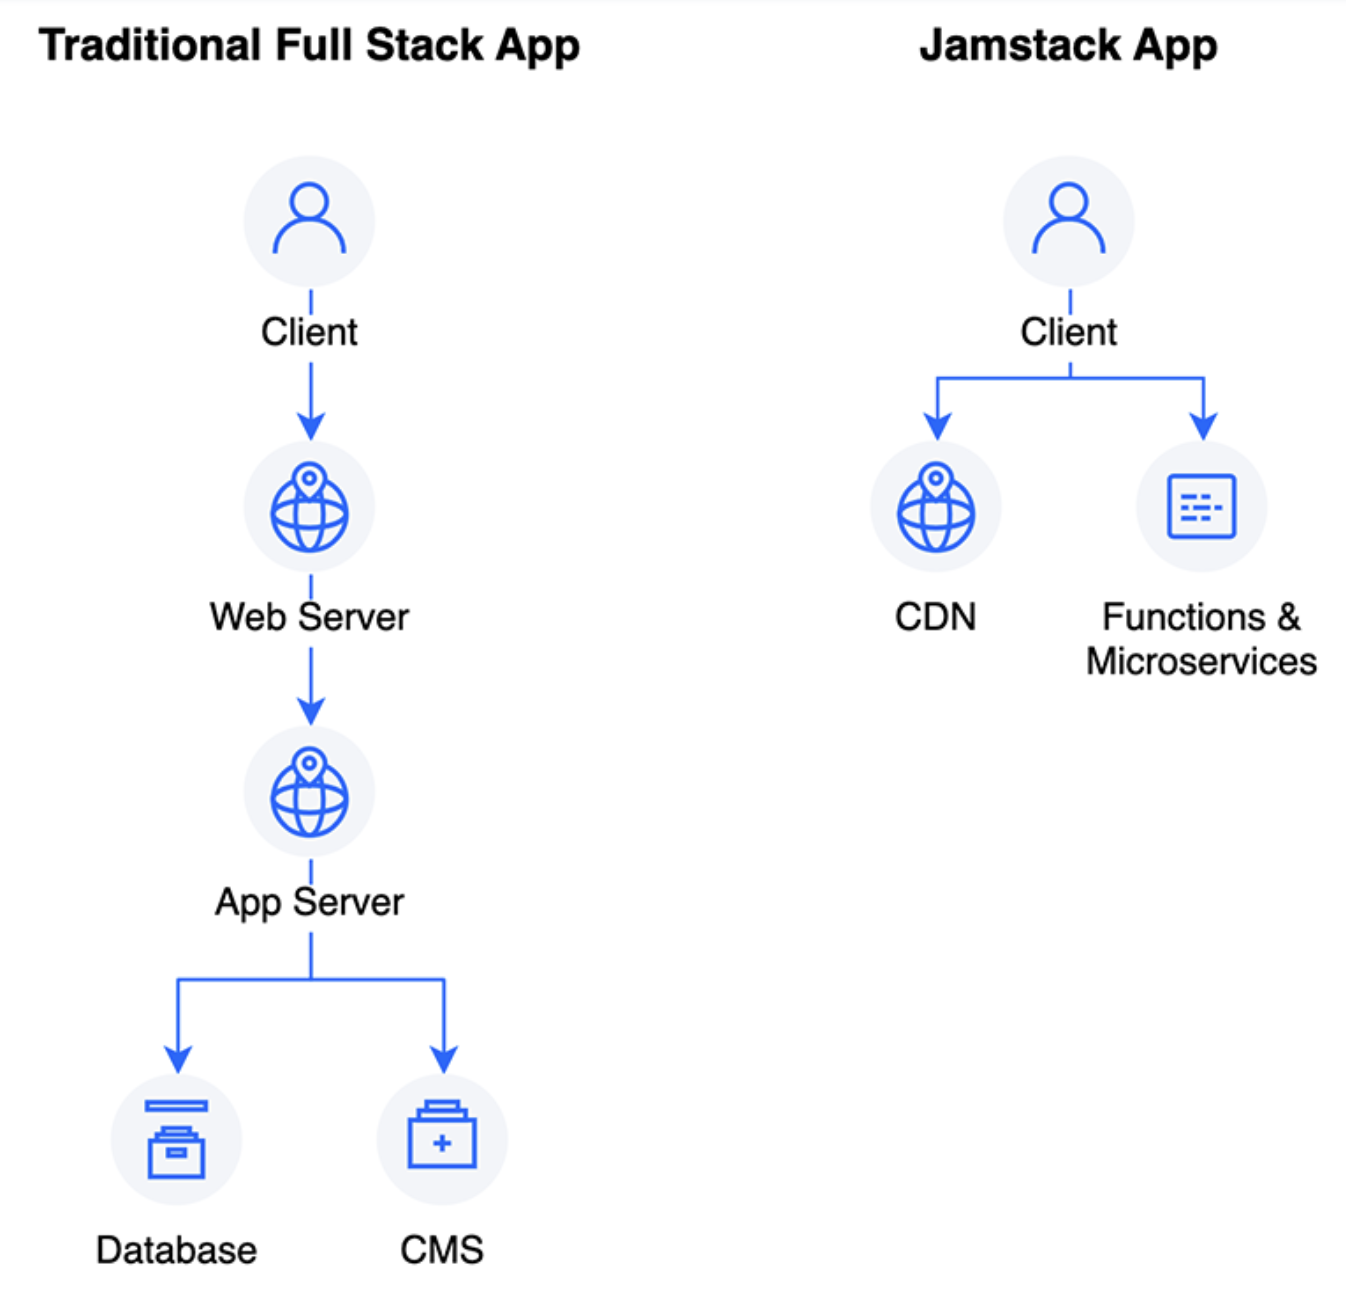 Traditional Full Stack App
Client
Web Server
App Server
Database
CMS
Jamstack App
Client
CDN
Functions &
Microservices